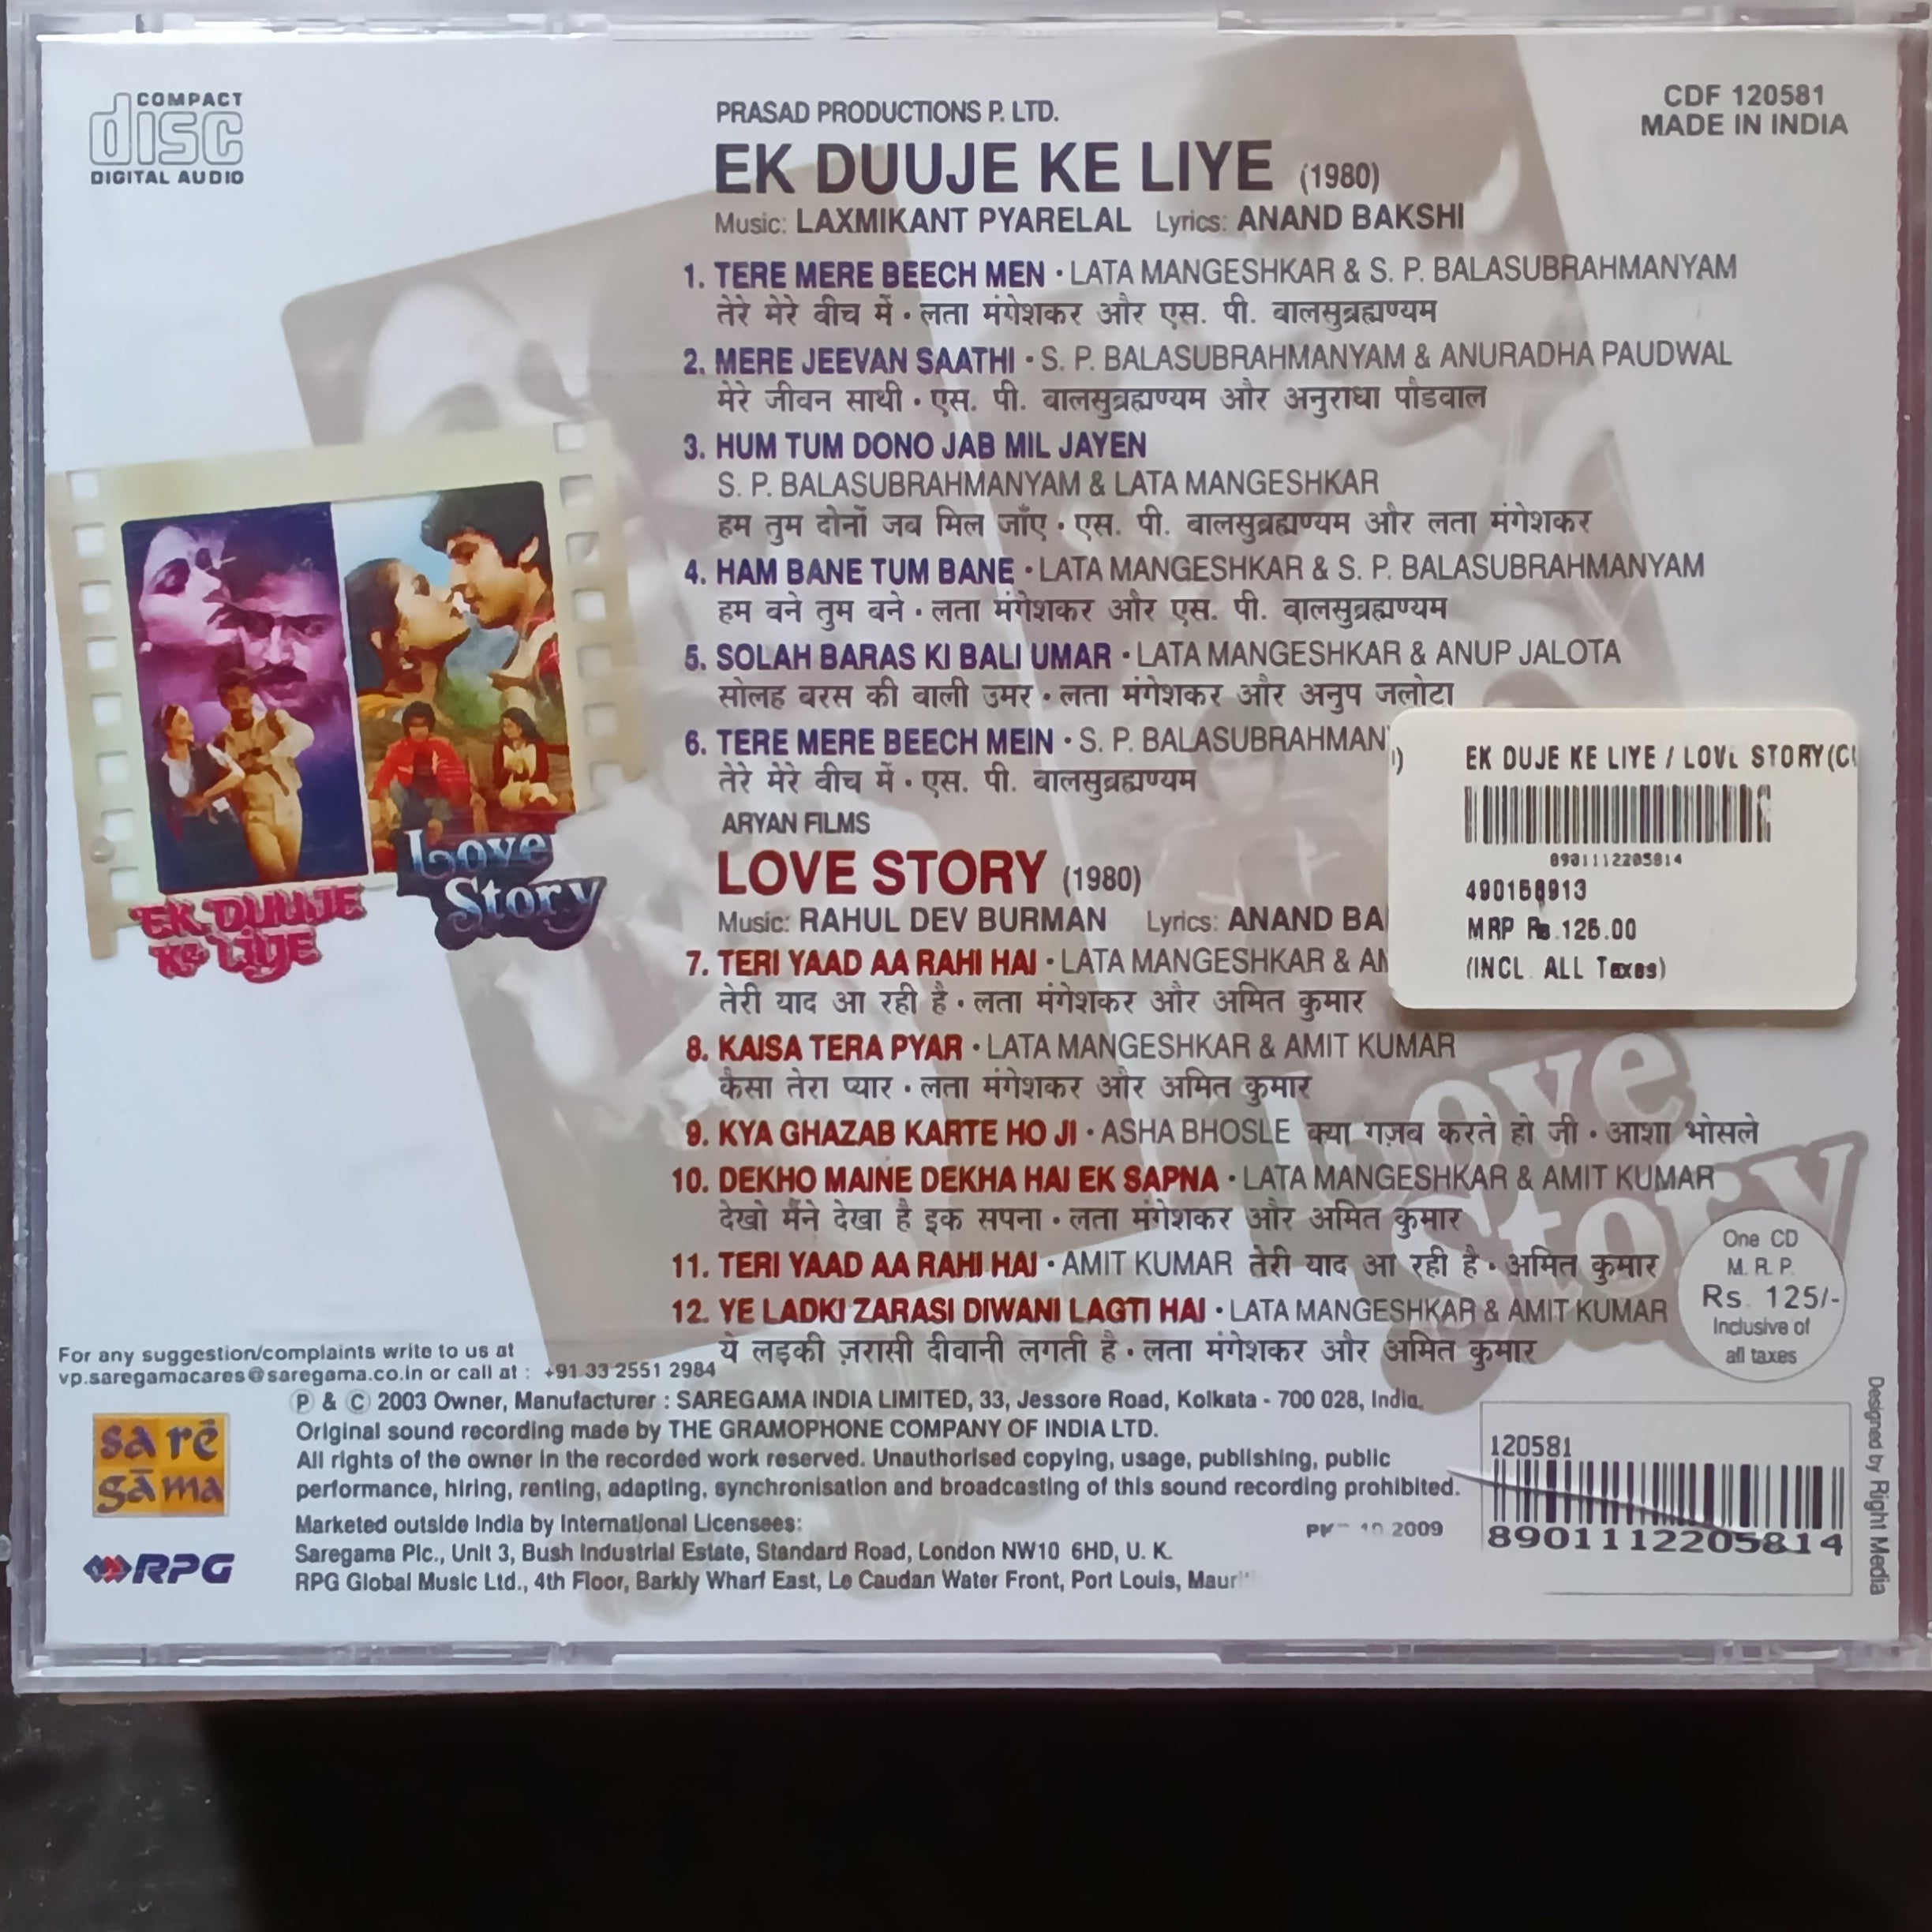 COMPACT
disc
DIGITAL AUDIO
CDF 120581
MADE IN INDIA
PRASAD PRODUCTIONS P. LTD.
EK DUUJE KE LIYE (1980)
Music: LAXMIKANT PYARELAL Lyrics: ANAND BAKSHI
1. TERE MERE BEECH MEN • LATA MANGESHKAR & S. P. BALASUBRAHMANYAM
तेरे मेरे बीच में • लता मंगेशकर और एस. पी. बालसुब्रह्मण्यम
2. MERE JEEVAN SAATHI • S. P. BALASUBRAHMANYAM & ANURADHA PAUDWAL
मेरे जीवन साथी • एस. पी. बालसुब्रह्मण्यम और अनुराधा पौडवाल
3. HUM TUM DONO JAB MIL JAYEN
S. P. BALASUBRAHMANYAM & LATA MANGESHKAR
हम तुम दोनों जब मिल जाँए • एस. पी. बालसुब्रह्मण्यम और लता मंगेशकर
4. HAM BANE TUM BANE • LATA MANGESHKAR & S. P. BALASUBRAHMANYAM
हम बने तुम बने • लता मंगेशकर और एस. पी. बालसुब्रह्मण्यम
5. SOLAH BARAS KI BALI UMAR • LATA MANGESHKAR & ANUP JALOTA
सोलह बरस की बाली उमर • लता मंगेशकर और अनुप जलोटा
6. TERE MERE BEECH MEIN • S. P. BALASUBRAHMAN
तेरे मेरे बीच में • एस. पी. बालसुब्रह्मण्यम
ARYAN FILMS
LOVE STORY (1980)
Music: RAHUL DEV BURMAN Lyrics: ANAND BA
7. TERI YAAD AA RAHI HAI • LATA MANGESHKAR &
तेरी याद आ रही है • लता मंगेशकर और अमित कुमार
8. KAISA TERA PYAR • LATA MANGESHKAR & AMIT KUMAR
कैसा तेरा प्यार • लता मंगेशकर और अमित कुमार
9. KYA GHAZAB KARTE HO JI • ASHA BHOSLE क्या गज़ब करते हो जी • आशा भोसले
10. DEKHO MAINE DEKHA HAI EK SAPNA • LATA MANGESHKAR & AMIT KUMAR
देखो मैंने देखा है इक सपना • लता मंगेशकर और अमित कुमार
11. TERI YAAD AA RAHI HAI • AMIT KUMAR तेरी याद आ रही है • अमित कुमार
12. YE LADKI ZARASI DIWANI LAGTI HAI • LATA MANGESHKAR & AMIT KUMAR
ये लड़की ज़रासी दीवानी लगती है • लता मंगेशकर और अमित कुमार
EK DUUJE
KE LIYE
Love
Story
EK DUJE KE LIYE / LOVE STORY(C
8901112205814
490158913
MRP Rs.125.00
(INCL. ALL Taxes)
Love
Story
One CD
M. R. P.
Rs. 125/-
Inclusive of
all taxes
For any suggestion/complaints write to us at
vp.saregamacares@saregama.co.in or call at : +91 33 2551 2984
℗ & © 2003 Owner, Manufacturer : SAREGAMA INDIA LIMITED, 33, Jessore Road, Kolkata - 700 028, India.
Original sound recording made by THE GRAMOPHONE COMPANY OF INDIA LTD.
All rights of the owner in the recorded work reserved. Unauthorised copying, usage, publishing, public
performance, hiring, renting, adapting, synchronisation and broadcasting of this sound recording prohibited.
Marketed outside India by International Licensees:
Saregama Plc., Unit 3, Bush Industrial Estate, Standard Road, London NW10 6HD, U. K.
RPG Global Music Ltd., 4th Floor, Barkly Wharf East, Le Caudan Water Front, Port Louis,
sa rē
gāma
RPG
2009
120581
8901112205814
Designed by Right Media